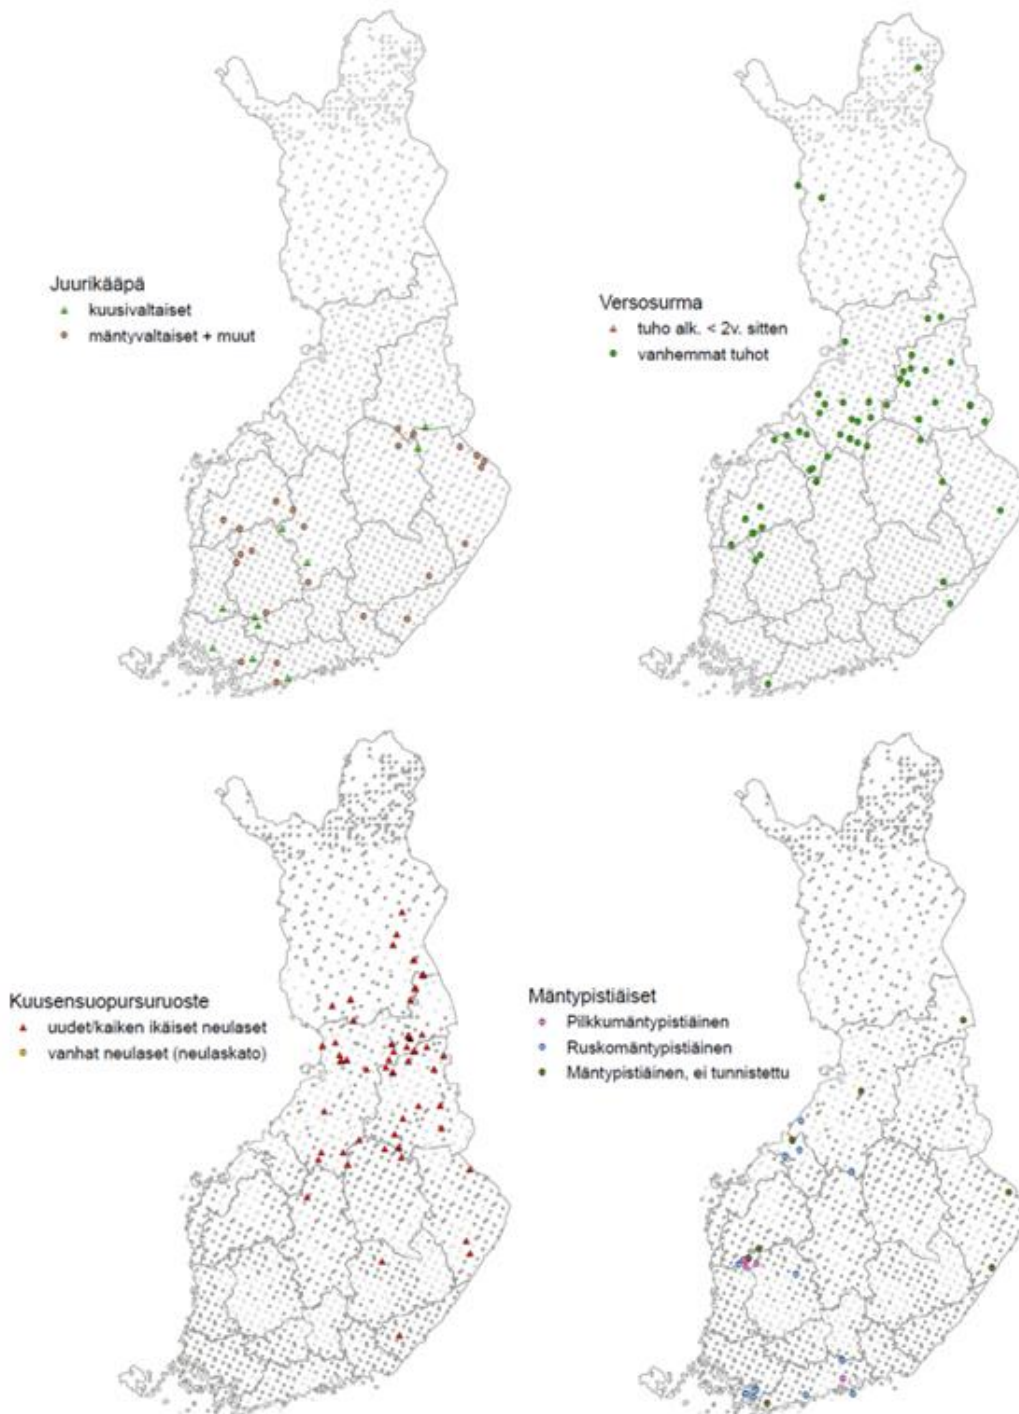 Juurikääpä
kuusivaltaiset
mäntyvaltaiset + muut
Versosurma
tuho alk. < 2v. sitten
vanhemmat tuhot
Kuusensuopursuruoste
uudet/kaiken ikäiset neulaset
vanhat neulaset (neulaskato)
Mäntypistiäiset
Pilkkumäntypistiäinen
Ruskomäntypistiäinen
Mäntypistiäinen, ei tunnistettu